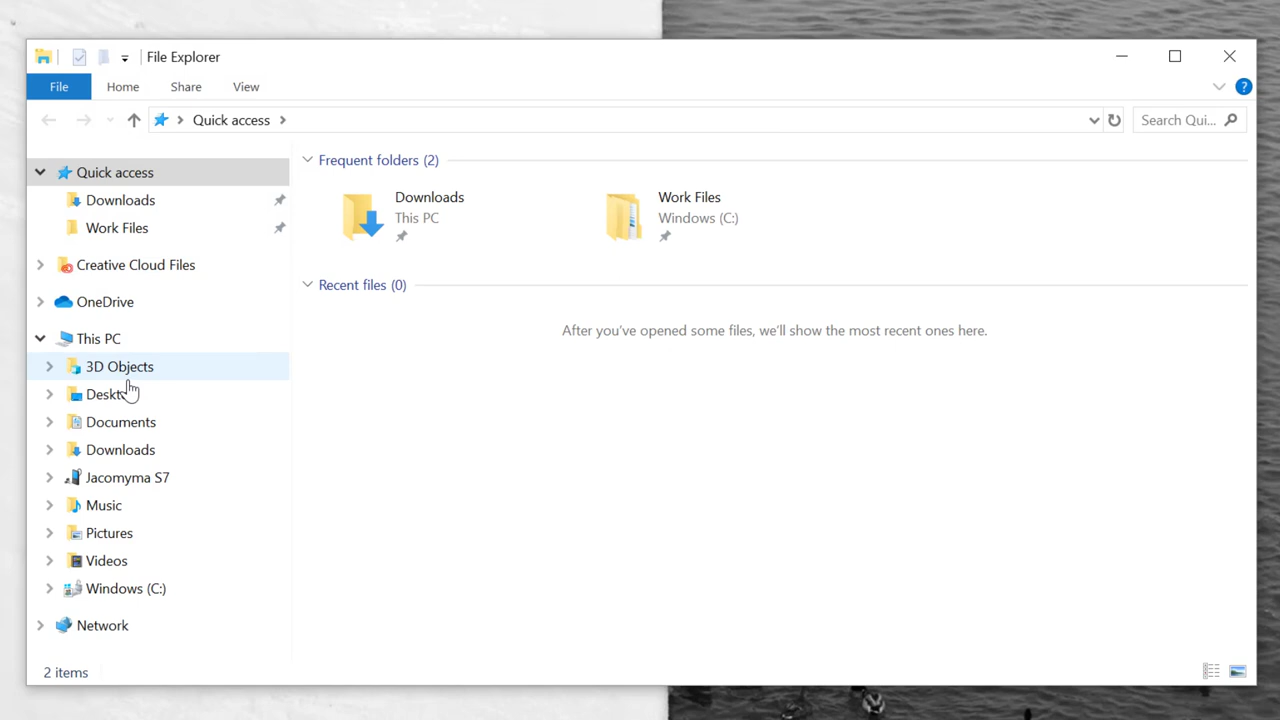 File Explorer
File Home Share View
Quick access
Search Qui...
Quick access
Downloads
Work Files
Creative Cloud Files
OneDrive
This PC
3D Objects
Deskt
Documents
Downloads
Jacomyma S7
Music
Pictures
Videos
Windows (C:)
Network
Frequent folders (2)
Downloads
This PC
Work Files
Windows (C:)
Recent files (0)
After you've opened some files, we'll show the most recent ones here.
2 items